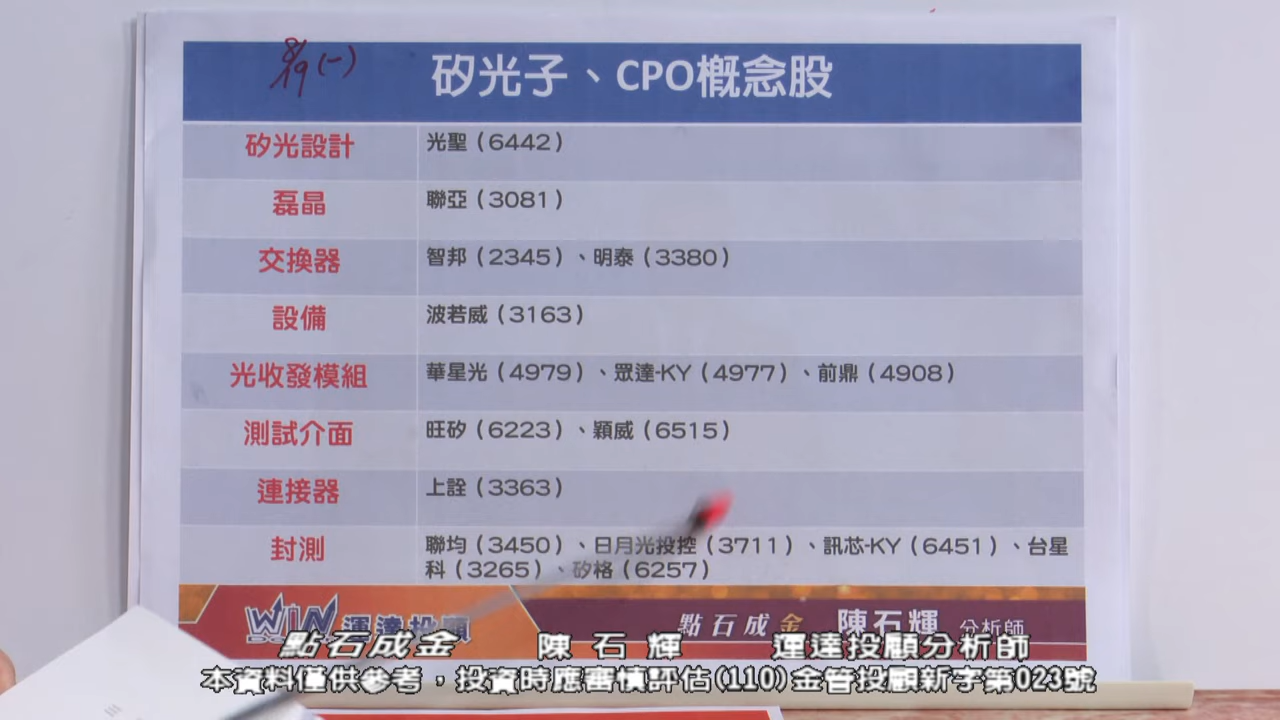 8/19(一)
矽光子、CPO概念股
矽光設計 光聖(6442)
磊晶 聯亞(3081)
交換器 智邦(2345)、明泰(3380)
設備 波若威(3163)
光收發模組 華星光(4979)、眾達-KY(4977)、前鼎(4908)
測試介面 旺矽(6223)、穎威(6515)
連接器 上詮(3363)
封測 聯均(3450)、日月光投控(3711)、訊芯-KY(6451)、台星
科(3265)、矽格(6257)
WIN 運達投顧 點石成金 陳石輝 分析師
點石成金 陳石輝 運達投顧分析師
本資料僅供參考，投資時應審慎評估(110)金管投顧新字第023號